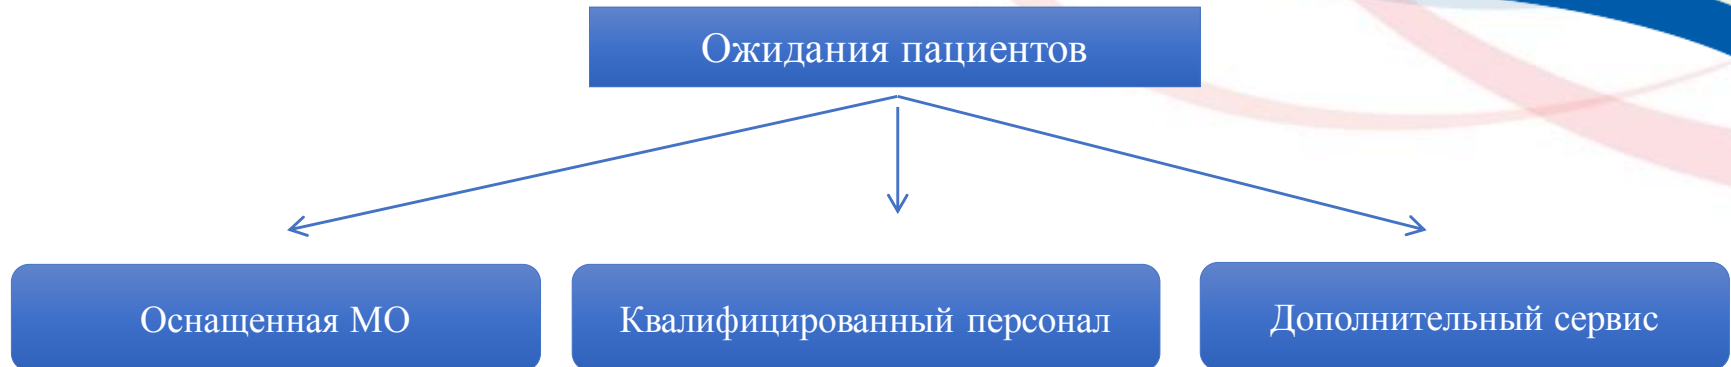 Ожидания пациентов
Оснащенная МО
Квалифицированный персонал
Дополнительный сервис